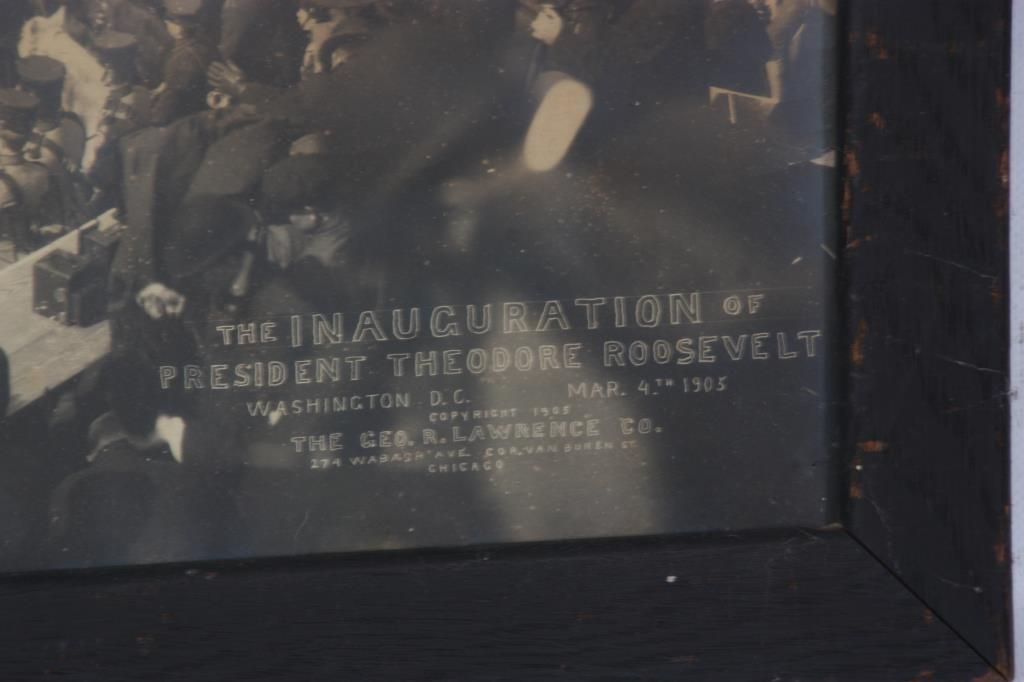 THE INAUGURATION OF
PRESIDENT THEODORE ROOSEVELT
WASHINGTON D.C. MAR. 4TH 1905
COPYRIGHT 1905
THE GEO. R. LAWRENCE CO.
274 WABASH AVE. COR. VAN BUREN ST.
CHICAGO